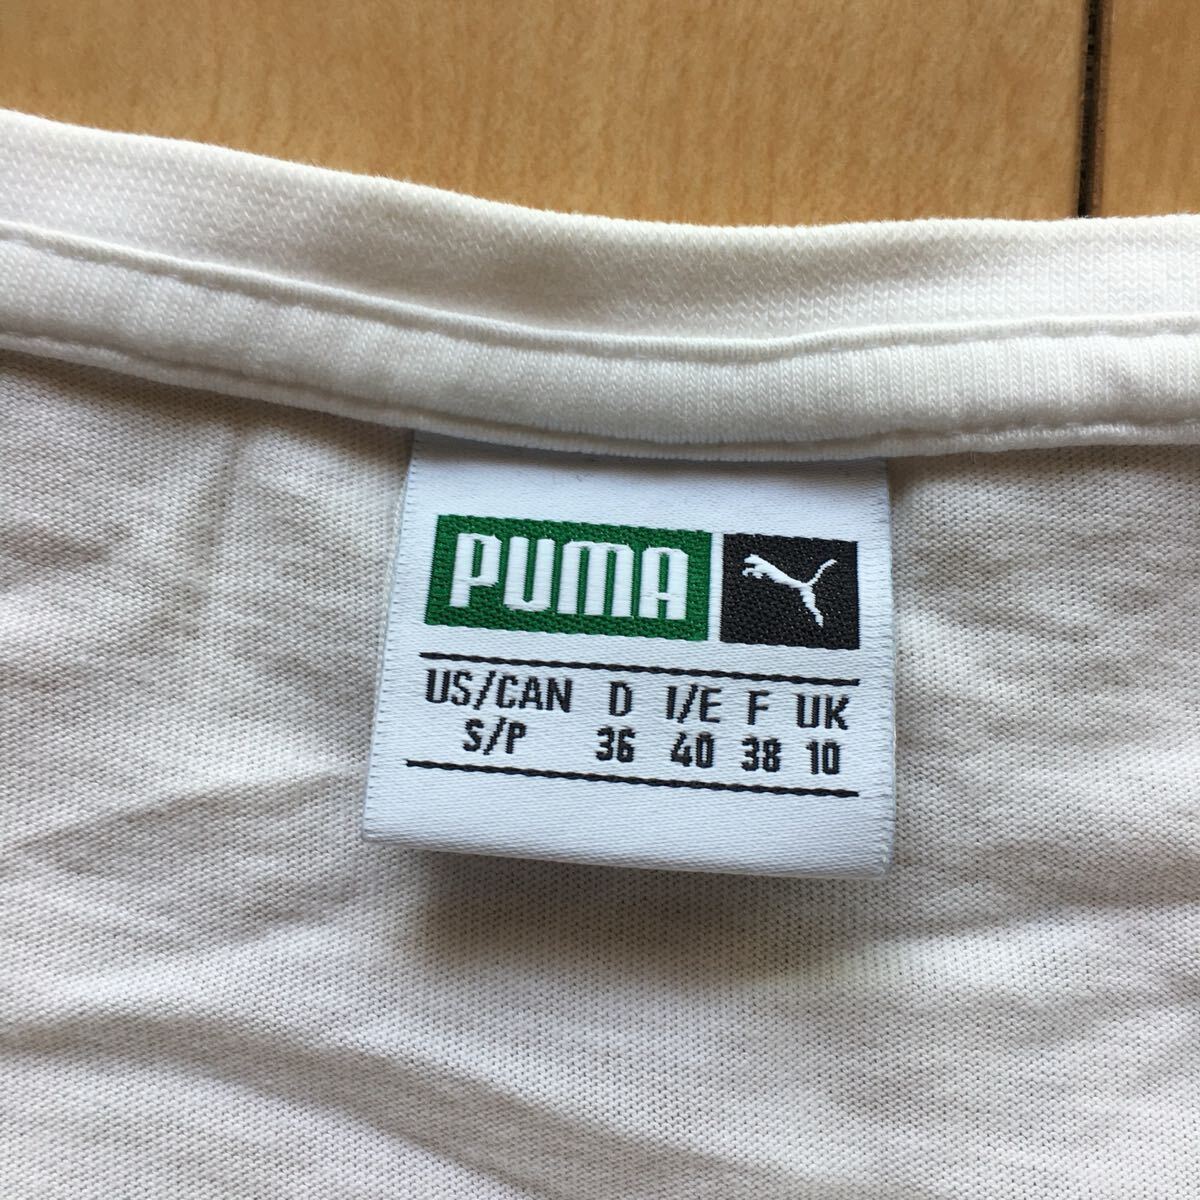 PUMA
US/CAN D I/E F UK
S/P 36 40 38 10